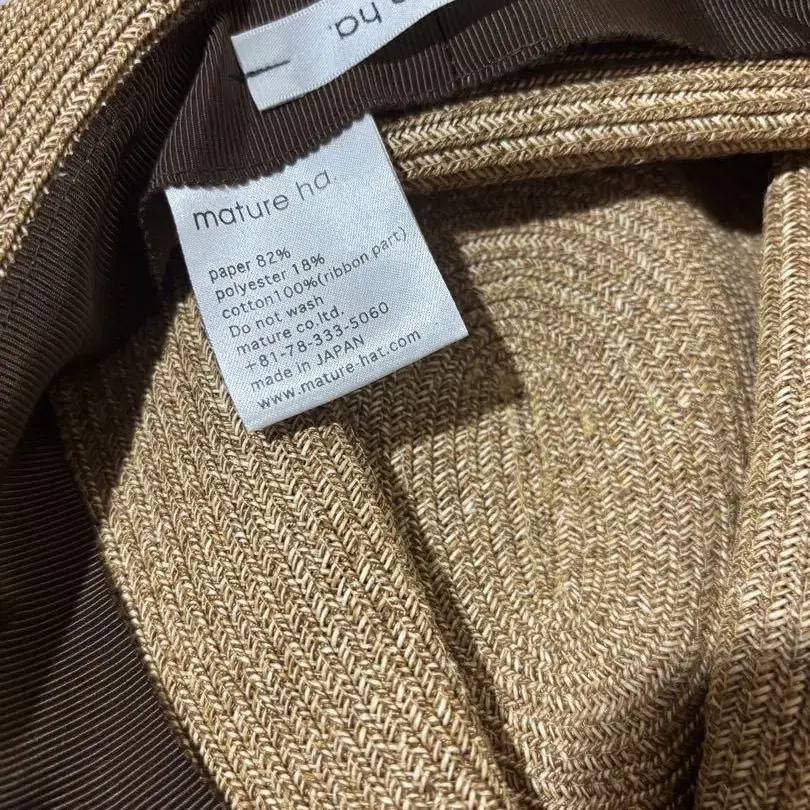 ha.
mature ha.
paper 82%
polyester 18%
cotton100%(ribbon part)
Do not wash
mature co.ltd.
+81-78-333-5060
made in JAPAN
www.mature-hat.com